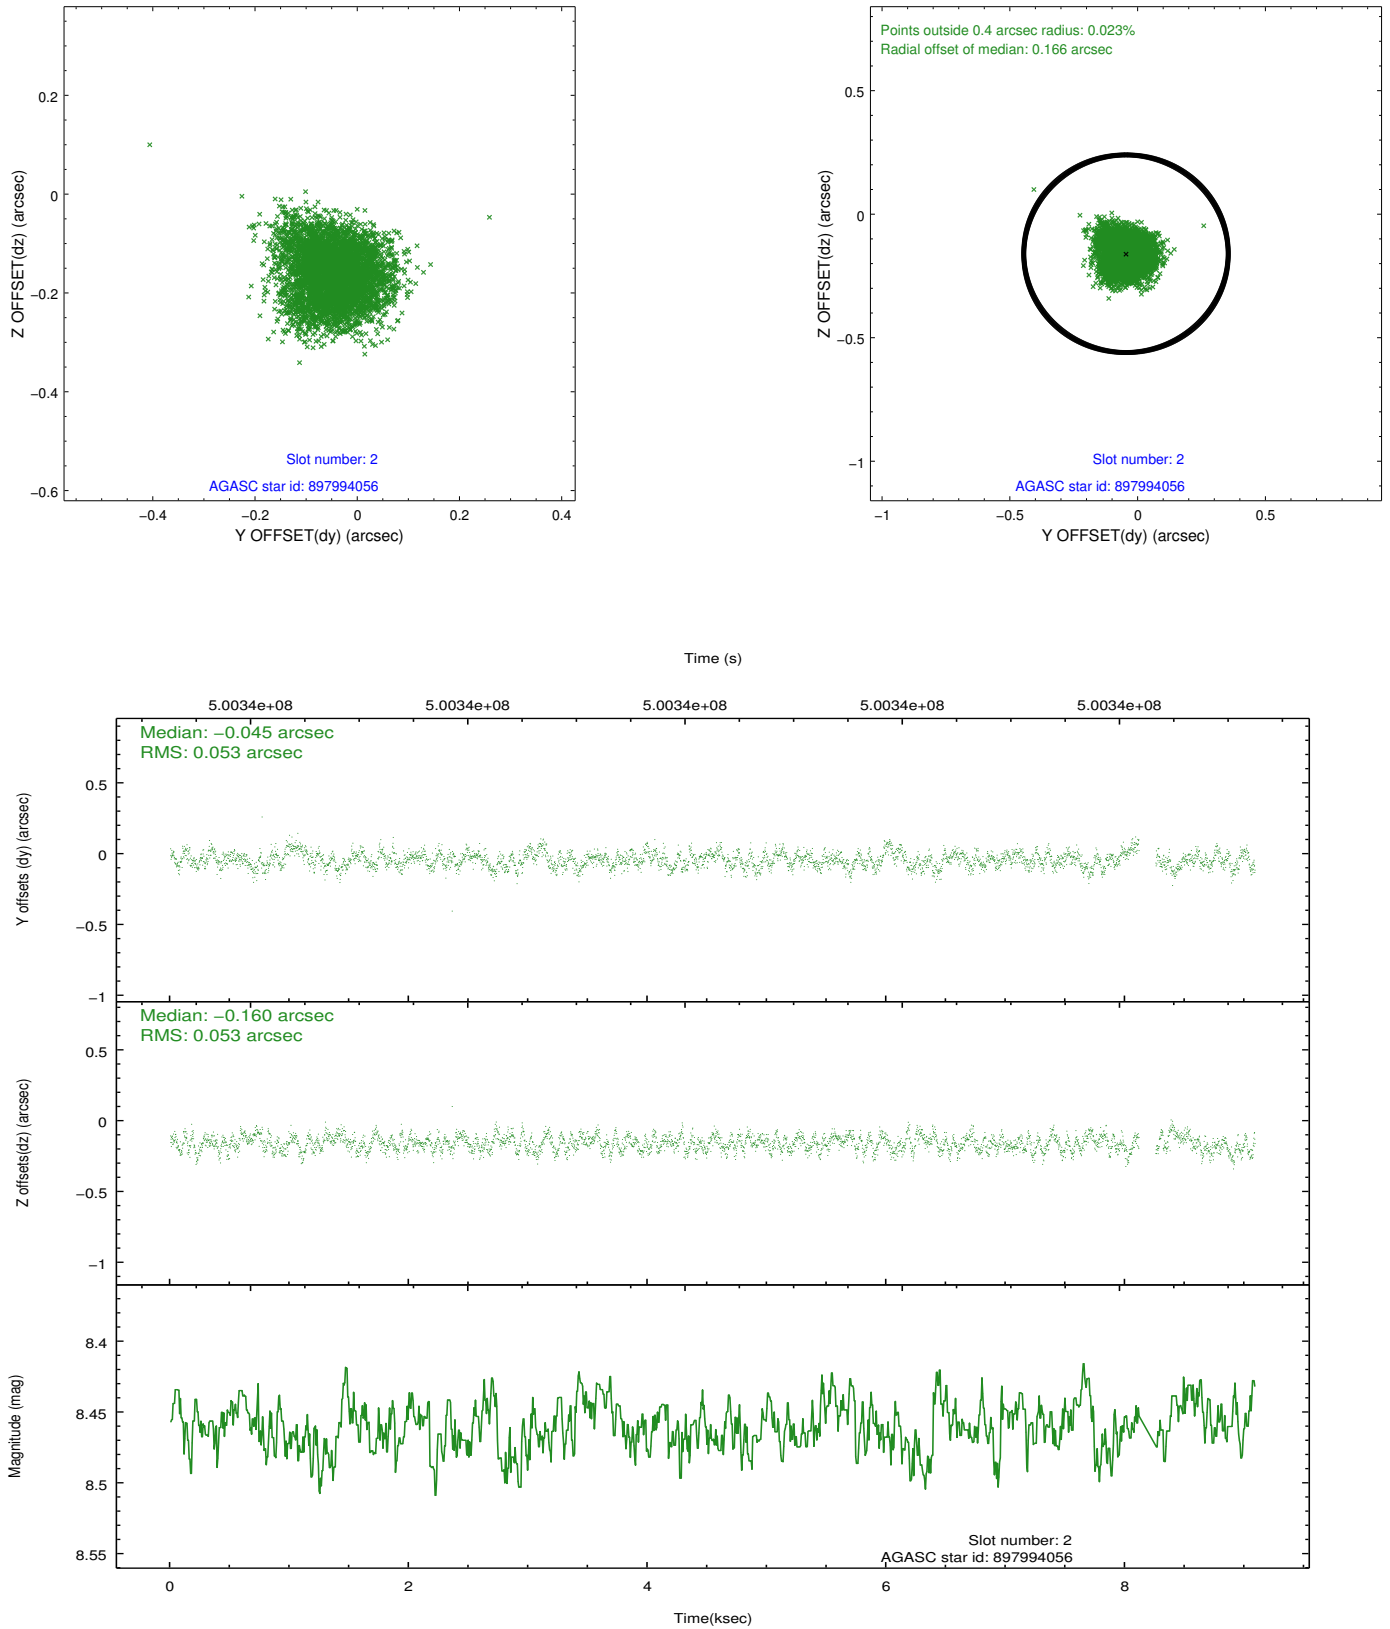 0.2
0
−0.2
−0.4
−0.6
Z OFFSET(dz) (arcsec)
Slot number: 2
AGASC star id: 897994056
−0.4
−0.2
0
0.2
0.4
Y OFFSET(dy) (arcsec)
Points outside 0.4 arcsec radius: 0.023%
Radial offset of median: 0.166 arcsec
0.5
0
−0.5
−1
Z OFFSET(dz) (arcsec)
Slot number: 2
AGASC star id: 897994056
−1
−0.5
0
0.5
Y OFFSET(dy) (arcsec)
Time (s)
5.0034e+08
5.0034e+08
5.0034e+08
5.0034e+08
5.0034e+08
Median: −0.045 arcsec
RMS: 0.053 arcsec
0.5
0
−0.5
−1
Y offsets (dy) (arcsec)
Median: −0.160 arcsec
RMS: 0.053 arcsec
0.5
0
−0.5
−1
Z offsets(dz) (arcsec)
8.4
8.45
8.5
8.55
Magnitude (mag)
Slot number: 2
AGASC star id: 897994056
0
2
4
6
8
Time(ksec)